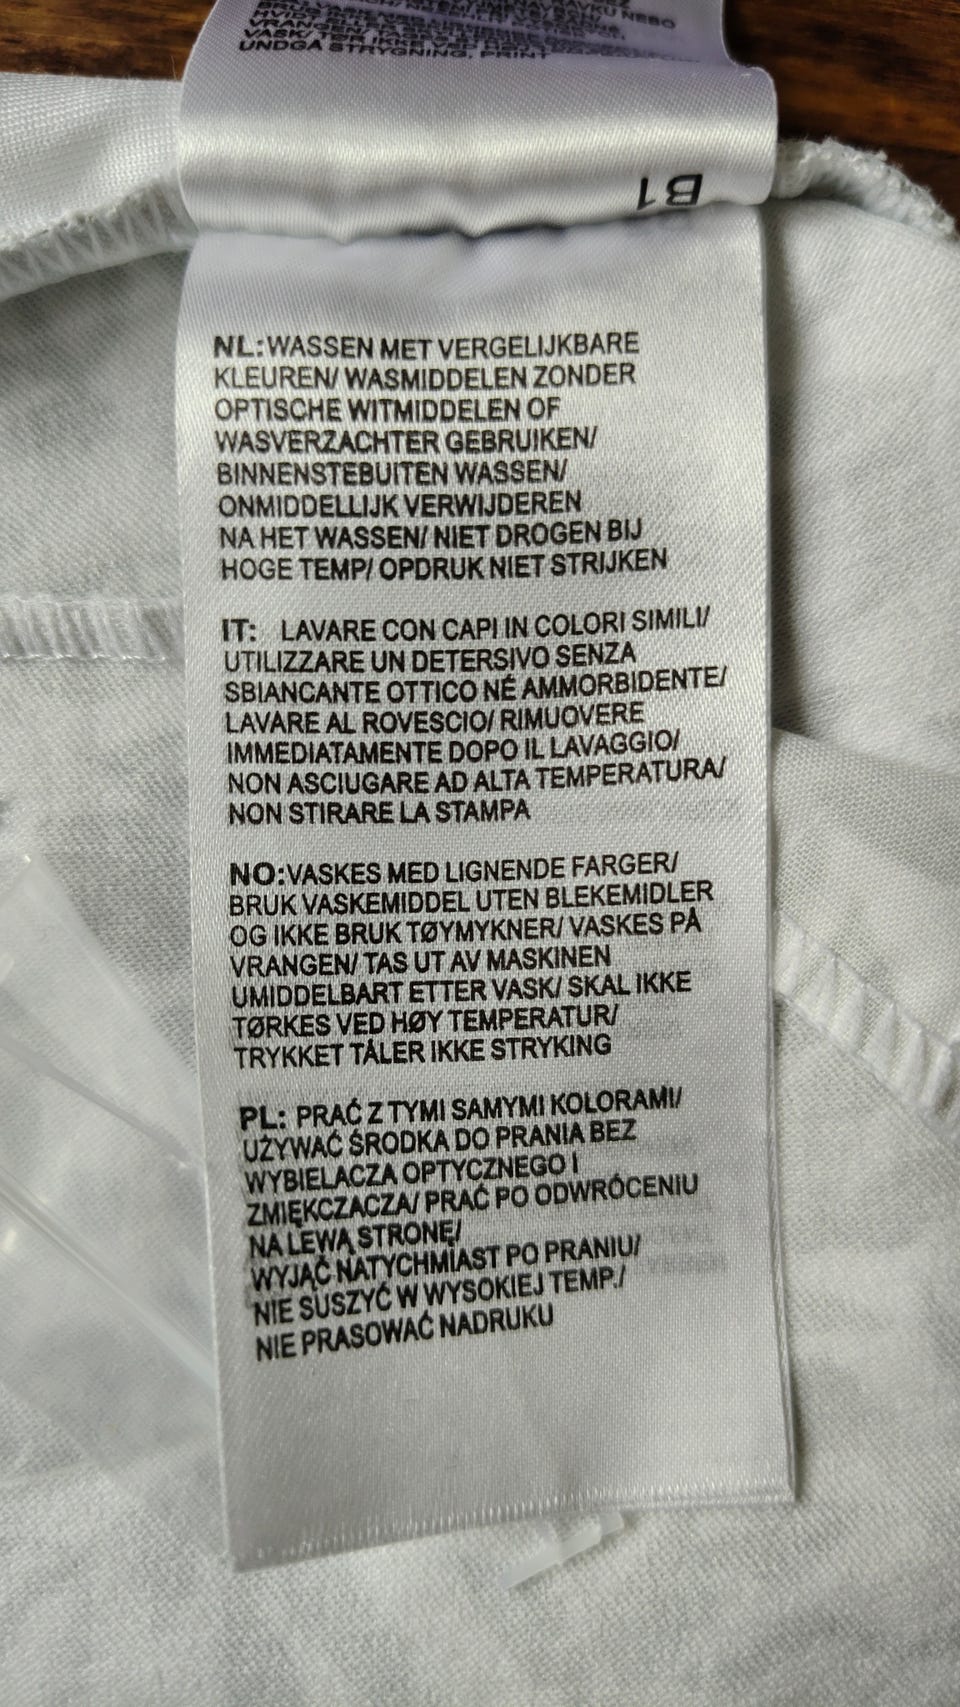 UNDGÅ STRYGNING, PRINT
B1
NL:WASSEN MET VERGELIJKBARE
KLEUREN/ WASMIDDELEN ZONDER
OPTISCHE WITMIDDELEN OF
WASVERZACHTER GEBRUIKEN/
BINNENSTEBUITEN WASSEN/
ONMIDDELLIJK VERWIJDEREN
NA HET WASSEN/ NIET DROGEN BIJ
HOGE TEMP/ OPDRUK NIET STRIJKEN
IT: LAVARE CON CAPI IN COLORI SIMILI/
UTILIZZARE UN DETERSIVO SENZA
SBIANCANTE OTTICO NÉ AMMORBIDENTE/
LAVARE AL ROVESCIO/ RIMUOVERE
IMMEDIATAMENTE DOPO IL LAVAGGIO/
NON ASCIUGARE AD ALTA TEMPERATURA/
NON STIRARE LA STAMPA
NO:VASKES MED LIGNENDE FARGER/
BRUK VASKEMIDDEL UTEN BLEKEMIDLER
OG IKKE BRUK TØYMYKNER/ VASKES PÅ
VRANGEN/ TAS UT AV MASKINEN
UMIDDELBART ETTER VASK/ SKAL IKKE
TØRKES VED HØY TEMPERATUR/
TRYKKET TÅLER IKKE STRYKING
PL: PRAĆ Z TYMI SAMYMI KOLORAMI/
UŻYWAĆ ŚRODKA DO PRANIA BEZ
WYBIELACZA OPTYCZNEGO I
ZMIĘKCZACZA/ PRAĆ PO ODWRÓCENIU
NA LEWĄ STRONĘ/
WYJĄĆ NATYCHMIAST PO PRANIU/
NIE SUSZYĆ W WYSOKIEJ TEMP./
NIE PRASOWAĆ NADRUKU